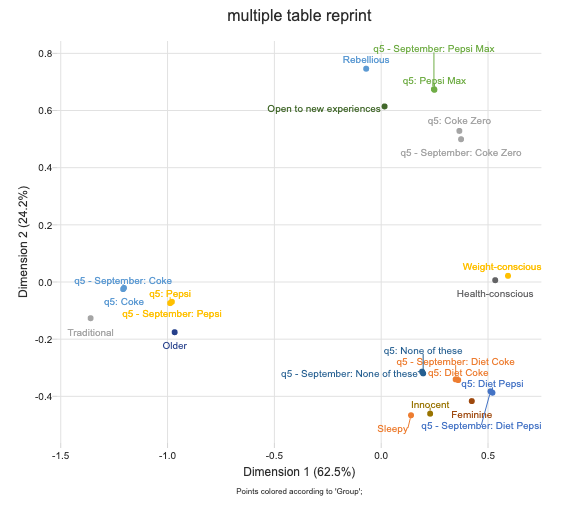 multiple table reprint
q5 - September: Pepsi Max
Rebellious
q5: Pepsi Max
Open to new experiences
q5: Coke Zero
q5 - September: Coke Zero
Weight-conscious
q5 - September: Coke
q5: Pepsi
Health-conscious
q5: Coke
q5 - September: Pepsi
Traditional
Older
q5: None of these
q5 - September: Diet Coke
q5 - September: None of these
q5: Diet Coke
q5: Diet Pepsi
Innocent
Feminine
q5 - September: Diet Pepsi
Sleepy
0.8
0.6
0.4
0.2
0.0
-0.2
-0.4
Dimension 2 (24.2%)
-1.5 -1.0 -0.5 0.0 0.5
Dimension 1 (62.5%)
Points colored according to 'Group';